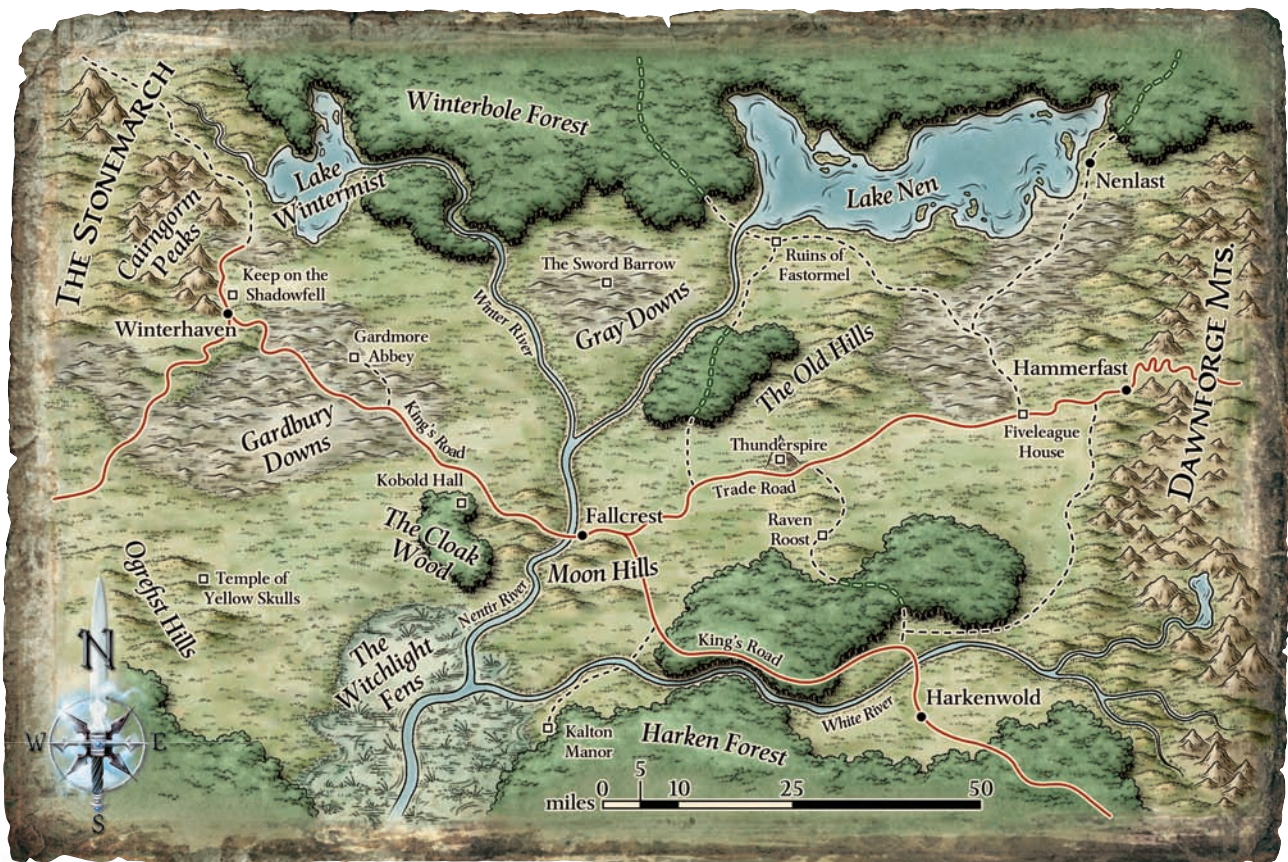 THE STONEMARCH
Winterbole Forest
Lake
Wintermist
Lake Nen
Nenlast
Cairngorm
Peaks
Keep on the
Shadowfell
Winterhaven
The Sword Barrow
Gray Downs
Ruins of
Fastormel
DAWNFORGE MTS.
Winter River
Gardmore
Abbey
The Old Hills
Hammerfast
Fiveleague
House
Gardbury
Downs
King's Road
Thunderspire
Trade Road
Kobold Hall
The Cloak
Wood
Fallcrest
Raven
Roost
Moon Hills
Ogrefist Hills
Temple of
Yellow Skulls
Nentir River
The
Witchlight
Fens
King's Road
White River
Harkenwold
Kalton
Manor
Harken Forest
N
W
E
S
miles
0
5
10
25
50